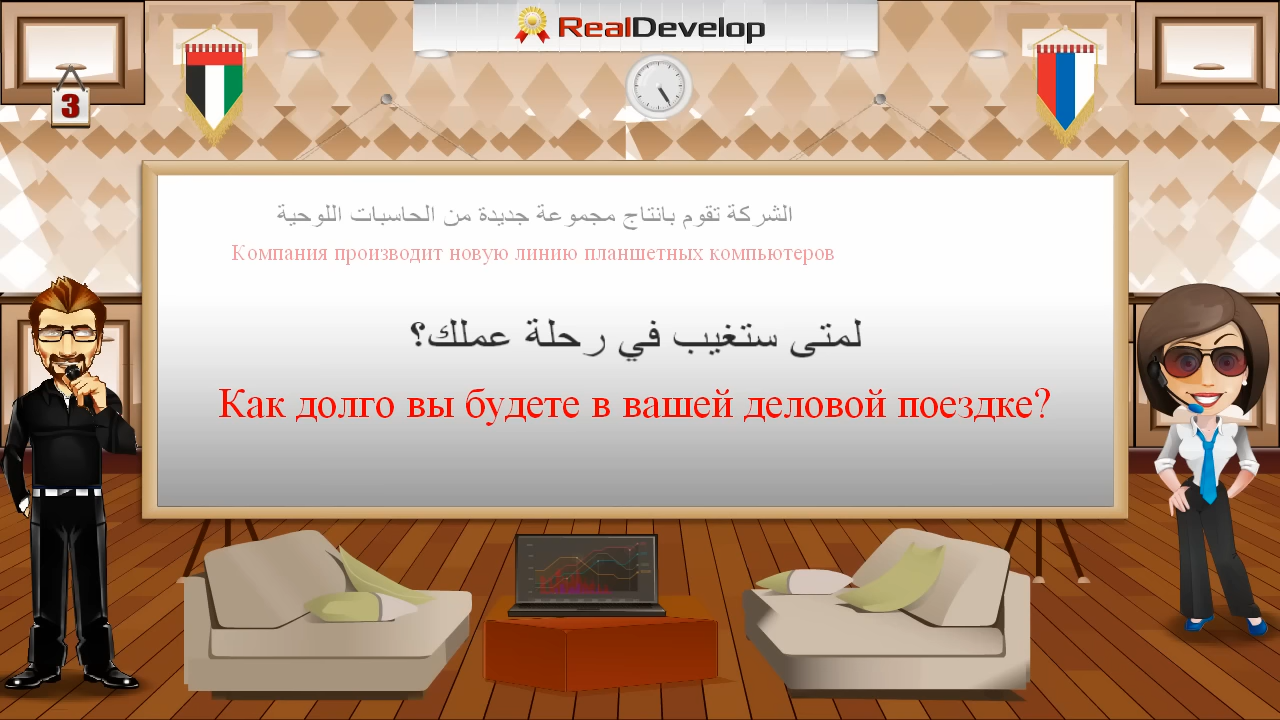 RealDevelop
3
الشركة تقوم بانتاج مجموعة جديدة من الحاسبات اللوحية
Компания производит новую линию планшетных компьютеров
لمتى ستغيب في رحلة عملك؟
Как долго вы будете в вашей деловой поездке?